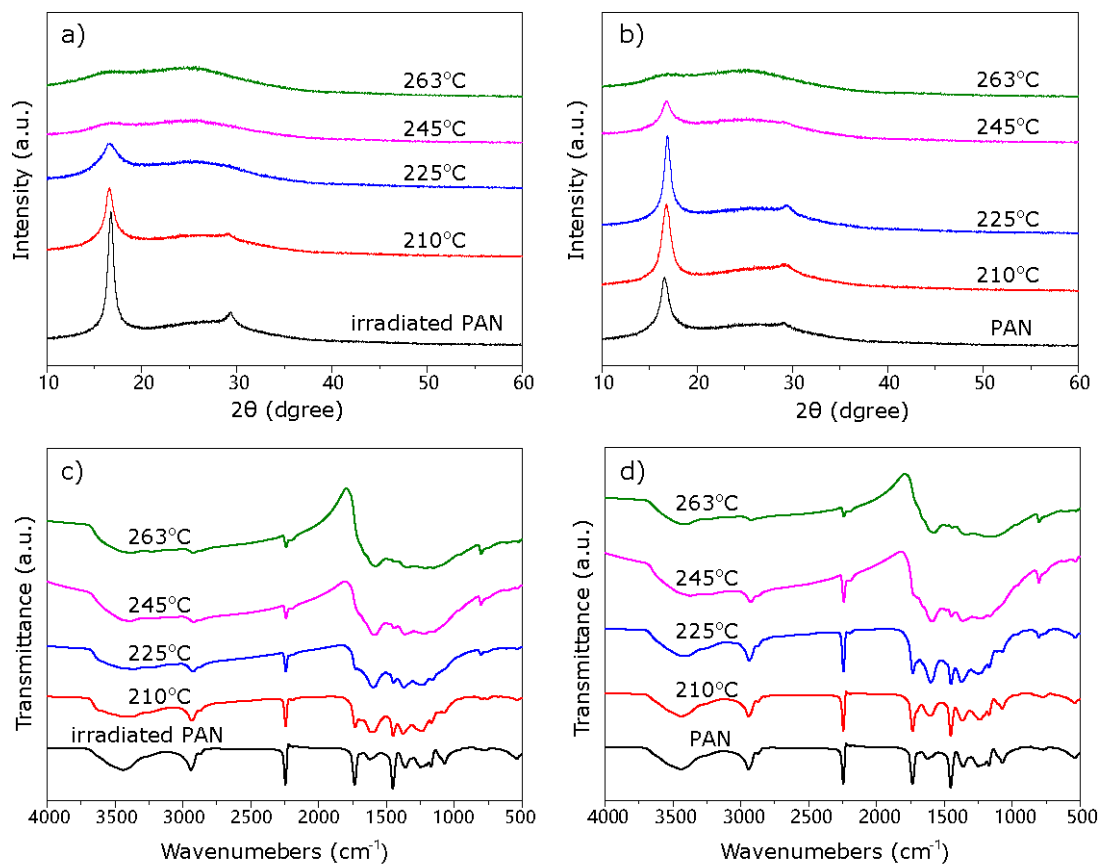 a)
263°C
245°C
225°C
210°C
irradiated PAN
Intensity (a.u.)
10 20 30 40 50 60
2θ (dgree)
b)
263°C
245°C
225°C
210°C
PAN
Intensity (a.u.)
10 20 30 40 50 60
2θ (dgree)
c)
263°C
245°C
225°C
210°C
irradiated PAN
Transmittance (a.u.)
4000 3500 3000 2500 2000 1500 1000 500
Wavenumebers (cm⁻¹)
d)
263°C
245°C
225°C
210°C
PAN
Transmittance (a.u.)
4000 3500 3000 2500 2000 1500 1000 500
Wavenumebers (cm⁻¹)